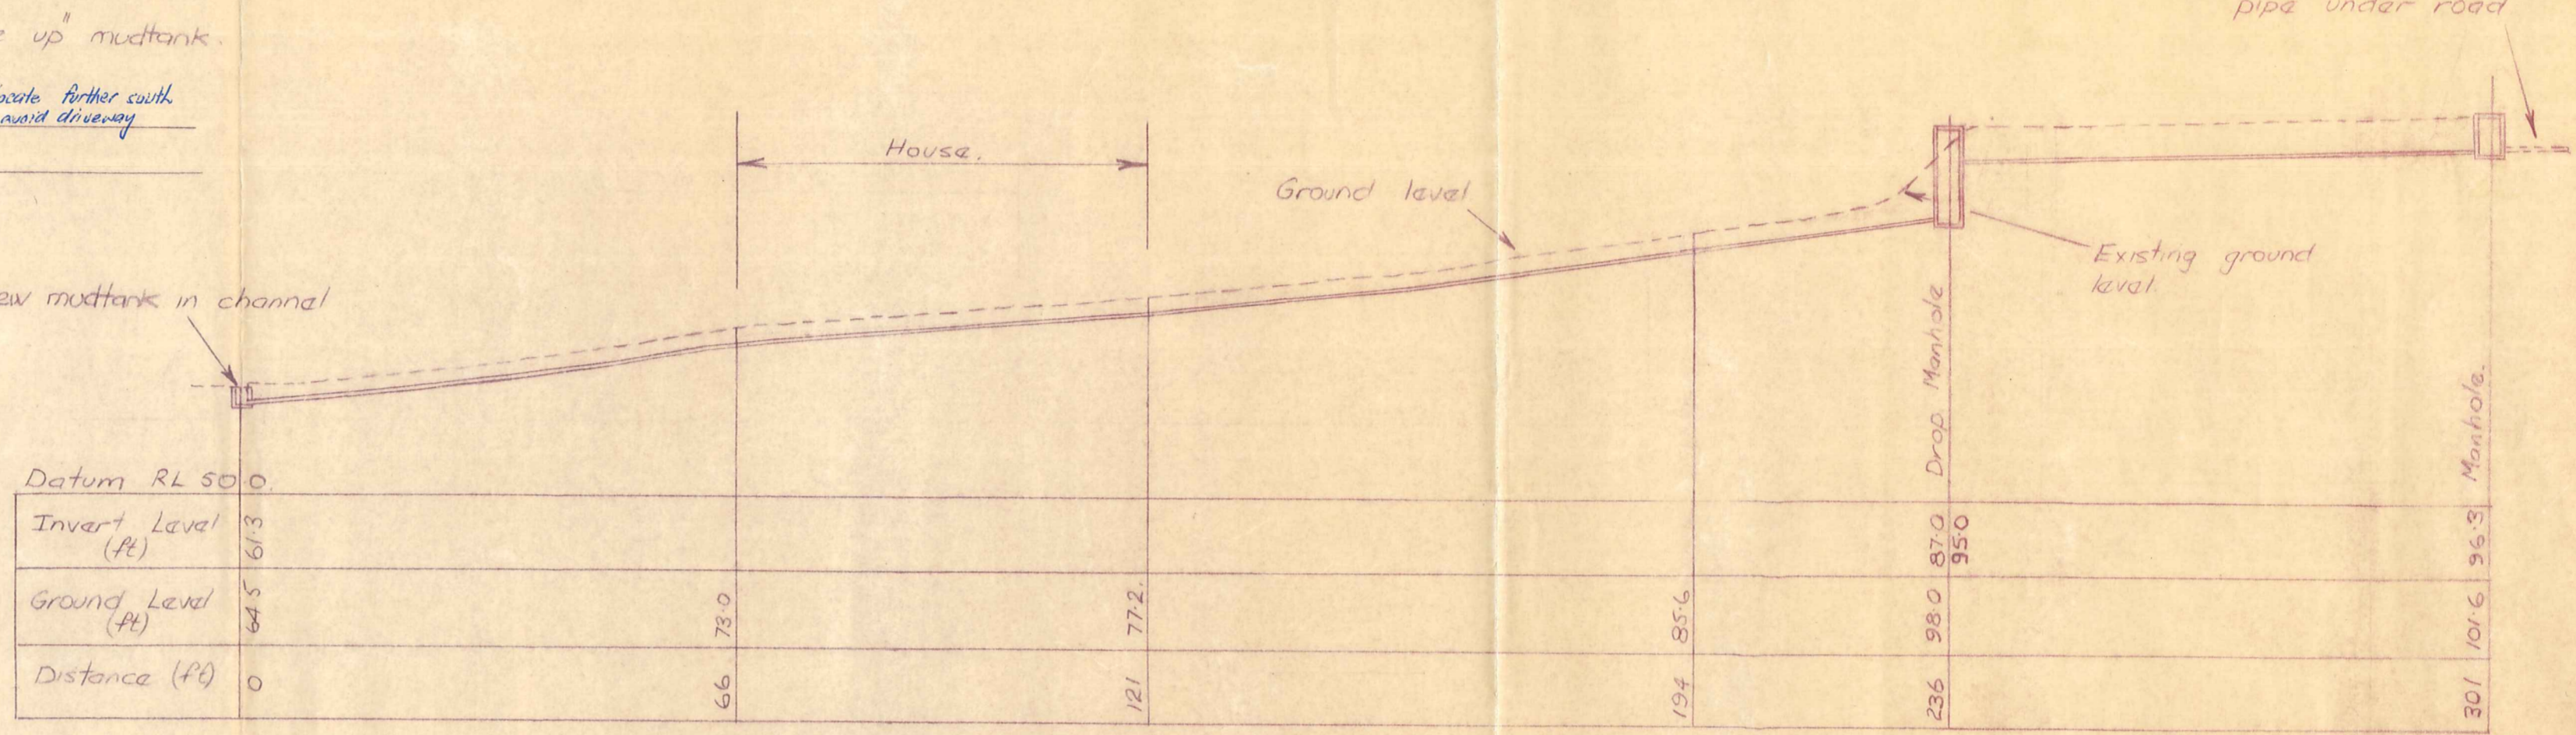 up" mudtank.
pipe under road
further south
avoid driveway
House.
Ground level
Existing ground
level.
mudtank in channel
Drop Manhole
Manhole.
Datum RL 50.0.
Invert Level
(ft)
61.3
87.0
95.0
96.3
Ground Level
(ft)
64.5
73.0
77.2.
85.6
98.0
101.6
Distance (ft)
0
66
121
194
236
301